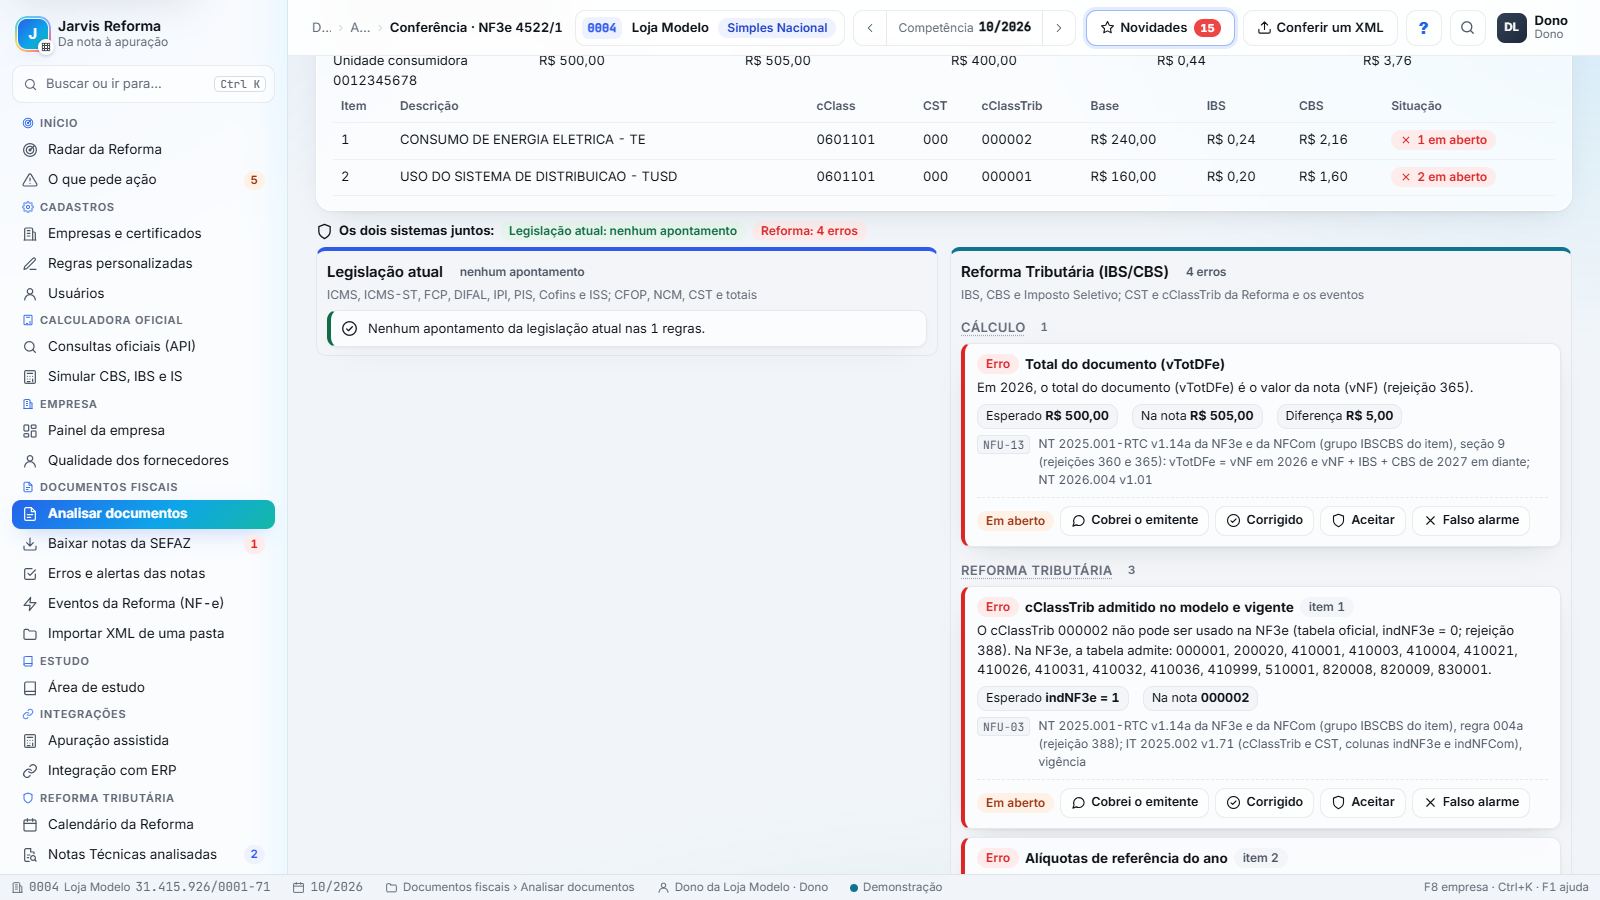 J
Jarvis Reforma
Da nota à apuração
Buscar ou ir para...
Ctrl K
INÍCIO
Radar da Reforma
O que pede ação 5
CADASTROS
Empresas e certificados
Regras personalizadas
Usuários
CALCULADORA OFICIAL
Consultas oficiais (API)
Simular CBS, IBS e IS
EMPRESA
Painel da empresa
Qualidade dos fornecedores
DOCUMENTOS FISCAIS
Analisar documentos
Baixar notas da SEFAZ 1
Erros e alertas das notas
Eventos da Reforma (NF-e)
Importar XML de uma pasta
ESTUDO
Área de estudo
INTEGRAÇÕES
Apuração assistida
Integração com ERP
REFORMA TRIBUTÁRIA
Calendário da Reforma
Notas Técnicas analisadas 2
D... › A... › Conferência · NF3e 4522/1
0004 Loja Modelo Simples Nacional
‹ Competência 10/2026 ›
Novidades 15
Conferir um XML
?
DL
Dono
Dono
Unidade consumidora R$ 500,00 R$ 505,00 R$ 400,00 R$ 0,44 R$ 3,76
0012345678
Item Descrição cClass CST cClassTrib Base IBS CBS Situação
1 CONSUMO DE ENERGIA ELETRICA - TE 0601101 000 000002 R$ 240,00 R$ 0,24 R$ 2,16 × 1 em aberto
2 USO DO SISTEMA DE DISTRIBUICAO - TUSD 0601101 000 000001 R$ 160,00 R$ 0,20 R$ 1,60 × 2 em aberto
Os dois sistemas juntos: Legislação atual: nenhum apontamento Reforma: 4 erros
Legislação atual nenhum apontamento
ICMS, ICMS-ST, FCP, DIFAL, IPI, PIS, Cofins e ISS; CFOP, NCM, CST e totais
Nenhum apontamento da legislação atual nas 1 regras.
Reforma Tributária (IBS/CBS) 4 erros
IBS, CBS e Imposto Seletivo; CST e cClassTrib da Reforma e os eventos
CÁLCULO 1
Erro Total do documento (vTotDFe)
Em 2026, o total do documento (vTotDFe) é o valor da nota (vNF) (rejeição 365).
Esperado R$ 500,00 Na nota R$ 505,00 Diferença R$ 5,00
NFU-13 NT 2025.001-RTC v1.14a da NF3e e da NFCom (grupo IBSCBS do item), seção 9
(rejeições 360 e 365): vTotDFe = vNF em 2026 e vNF + IBS + CBS de 2027 em diante;
NT 2026.004 v1.01
Em aberto Cobrei o emitente Corrigido Aceitar Falso alarme
REFORMA TRIBUTÁRIA 3
Erro cClassTrib admitido no modelo e vigente item 1
O cClassTrib 000002 não pode ser usado na NF3e (tabela oficial, indNF3e = 0; rejeição
388). Na NF3e, a tabela admite: 000001, 200020, 410001, 410003, 410004, 410021,
410026, 410031, 410032, 410036, 410999, 510001, 820008, 820009, 830001.
Esperado indNF3e = 1 Na nota 000002
NFU-03 NT 2025.001-RTC v1.14a da NF3e e da NFCom (grupo IBSCBS do item), regra 004a
(rejeição 388); IT 2025.002 v1.71 (cClassTrib e CST, colunas indNF3e e indNFCom),
vigência
Em aberto Cobrei o emitente Corrigido Aceitar Falso alarme
Erro Alíquotas de referência do ano item 2
0004 Loja Modelo 31.415.926/0001-71 10/2026 Documentos fiscais › Analisar documentos Dono da Loja Modelo · Dono Demonstração F8 empresa · Ctrl+K · F1 ajuda